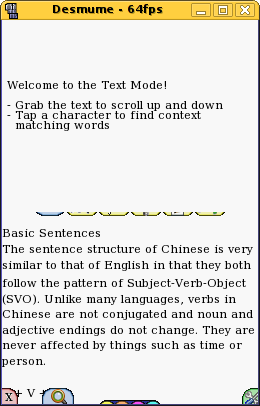 Desmume - 64fps
Welcome to the Text Mode!
- Grab the text to scroll up and down
- Tap a character to find context
matching words
Basic Sentences
The sentence structure of Chinese is very
similar to that of English in that they both
follow the pattern of Subject-Verb-Object
(SVO). Unlike many languages, verbs in
Chinese are not conjugated and noun and
adjective endings do not change. They are
never affected by things such as time or
person.
X + V +